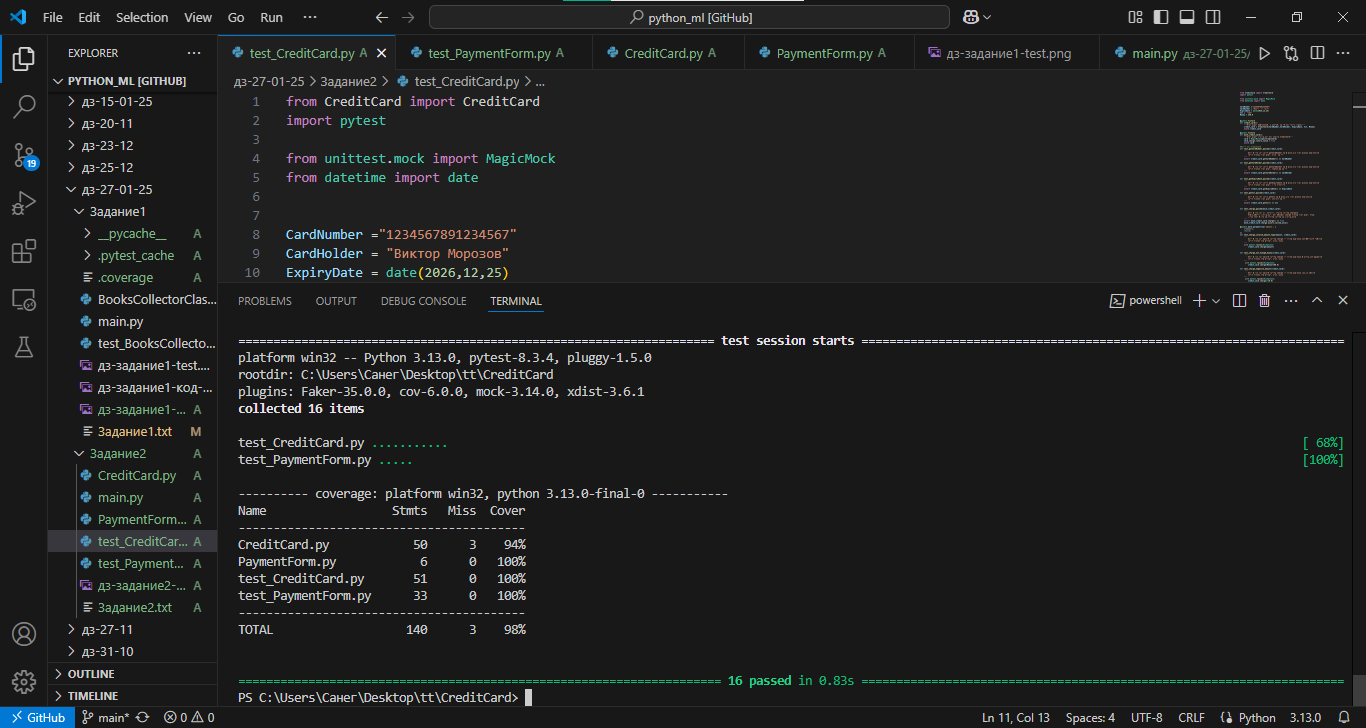 File Edit Selection View Go Run ··· python_ml [GitHub]
EXPLORER ···
PYTHON_ML [GITHUB]
дз-15-01-25
дз-20-11
дз-23-12
дз-25-12
дз-27-01-25
Задание1
__pycache__ A
.pytest_cache A
.coverage A
BooksCollectorClas...
main.py
test_BooksCollecto...
дз-задание1-test....
дз-задание1-код-...
дз-задание1-... A
Задание1.txt M
Задание2 A
CreditCard.py A
main.py A
PaymentForm... A
test_CreditCar... A
test_Payment... A
дз-задание2-... A
Задание2.txt A
дз-27-11
дз-31-10
OUTLINE
TIMELINE
19
test_CreditCard.py A test_PaymentForm.py A CreditCard.py A PaymentForm.py A дз-задание1-test.png main.py дз-27-01-25/
дз-27-01-25 > Задание2 > test_CreditCard.py > ...
1 from CreditCard import CreditCard
2 import pytest
3
4 from unittest.mock import MagicMock
5 from datetime import date
6
7
8 CardNumber ="1234567891234567"
9 CardHolder = "Виктор Морозов"
10 ExpiryDate = date(2026,12,25)
PROBLEMS OUTPUT DEBUG CONSOLE TERMINAL powershell
===================================================================== test session starts ======================================================================
platform win32 -- Python 3.13.0, pytest-8.3.4, pluggy-1.5.0
rootdir: C:\Users\Санег\Desktop\tt\CreditCard
plugins: Faker-35.0.0, cov-6.0.0, mock-3.14.0, xdist-3.6.1
collected 16 items
test_CreditCard.py ........... [ 68%]
test_PaymentForm.py ..... [100%]
---------- coverage: platform win32, python 3.13.0-final-0 -----------
Name Stmts Miss Cover
-----------------------------------------
CreditCard.py 50 3 94%
PaymentForm.py 6 0 100%
test_CreditCard.py 51 0 100%
test_PaymentForm.py 33 0 100%
-----------------------------------------
TOTAL 140 3 98%
====================================================================== 16 passed in 0.83s ======================================================================
PS C:\Users\Санег\Desktop\tt\CreditCard>
GitHub main* 0 0 Ln 11, Col 13 Spaces: 4 UTF-8 CRLF Python 3.13.0